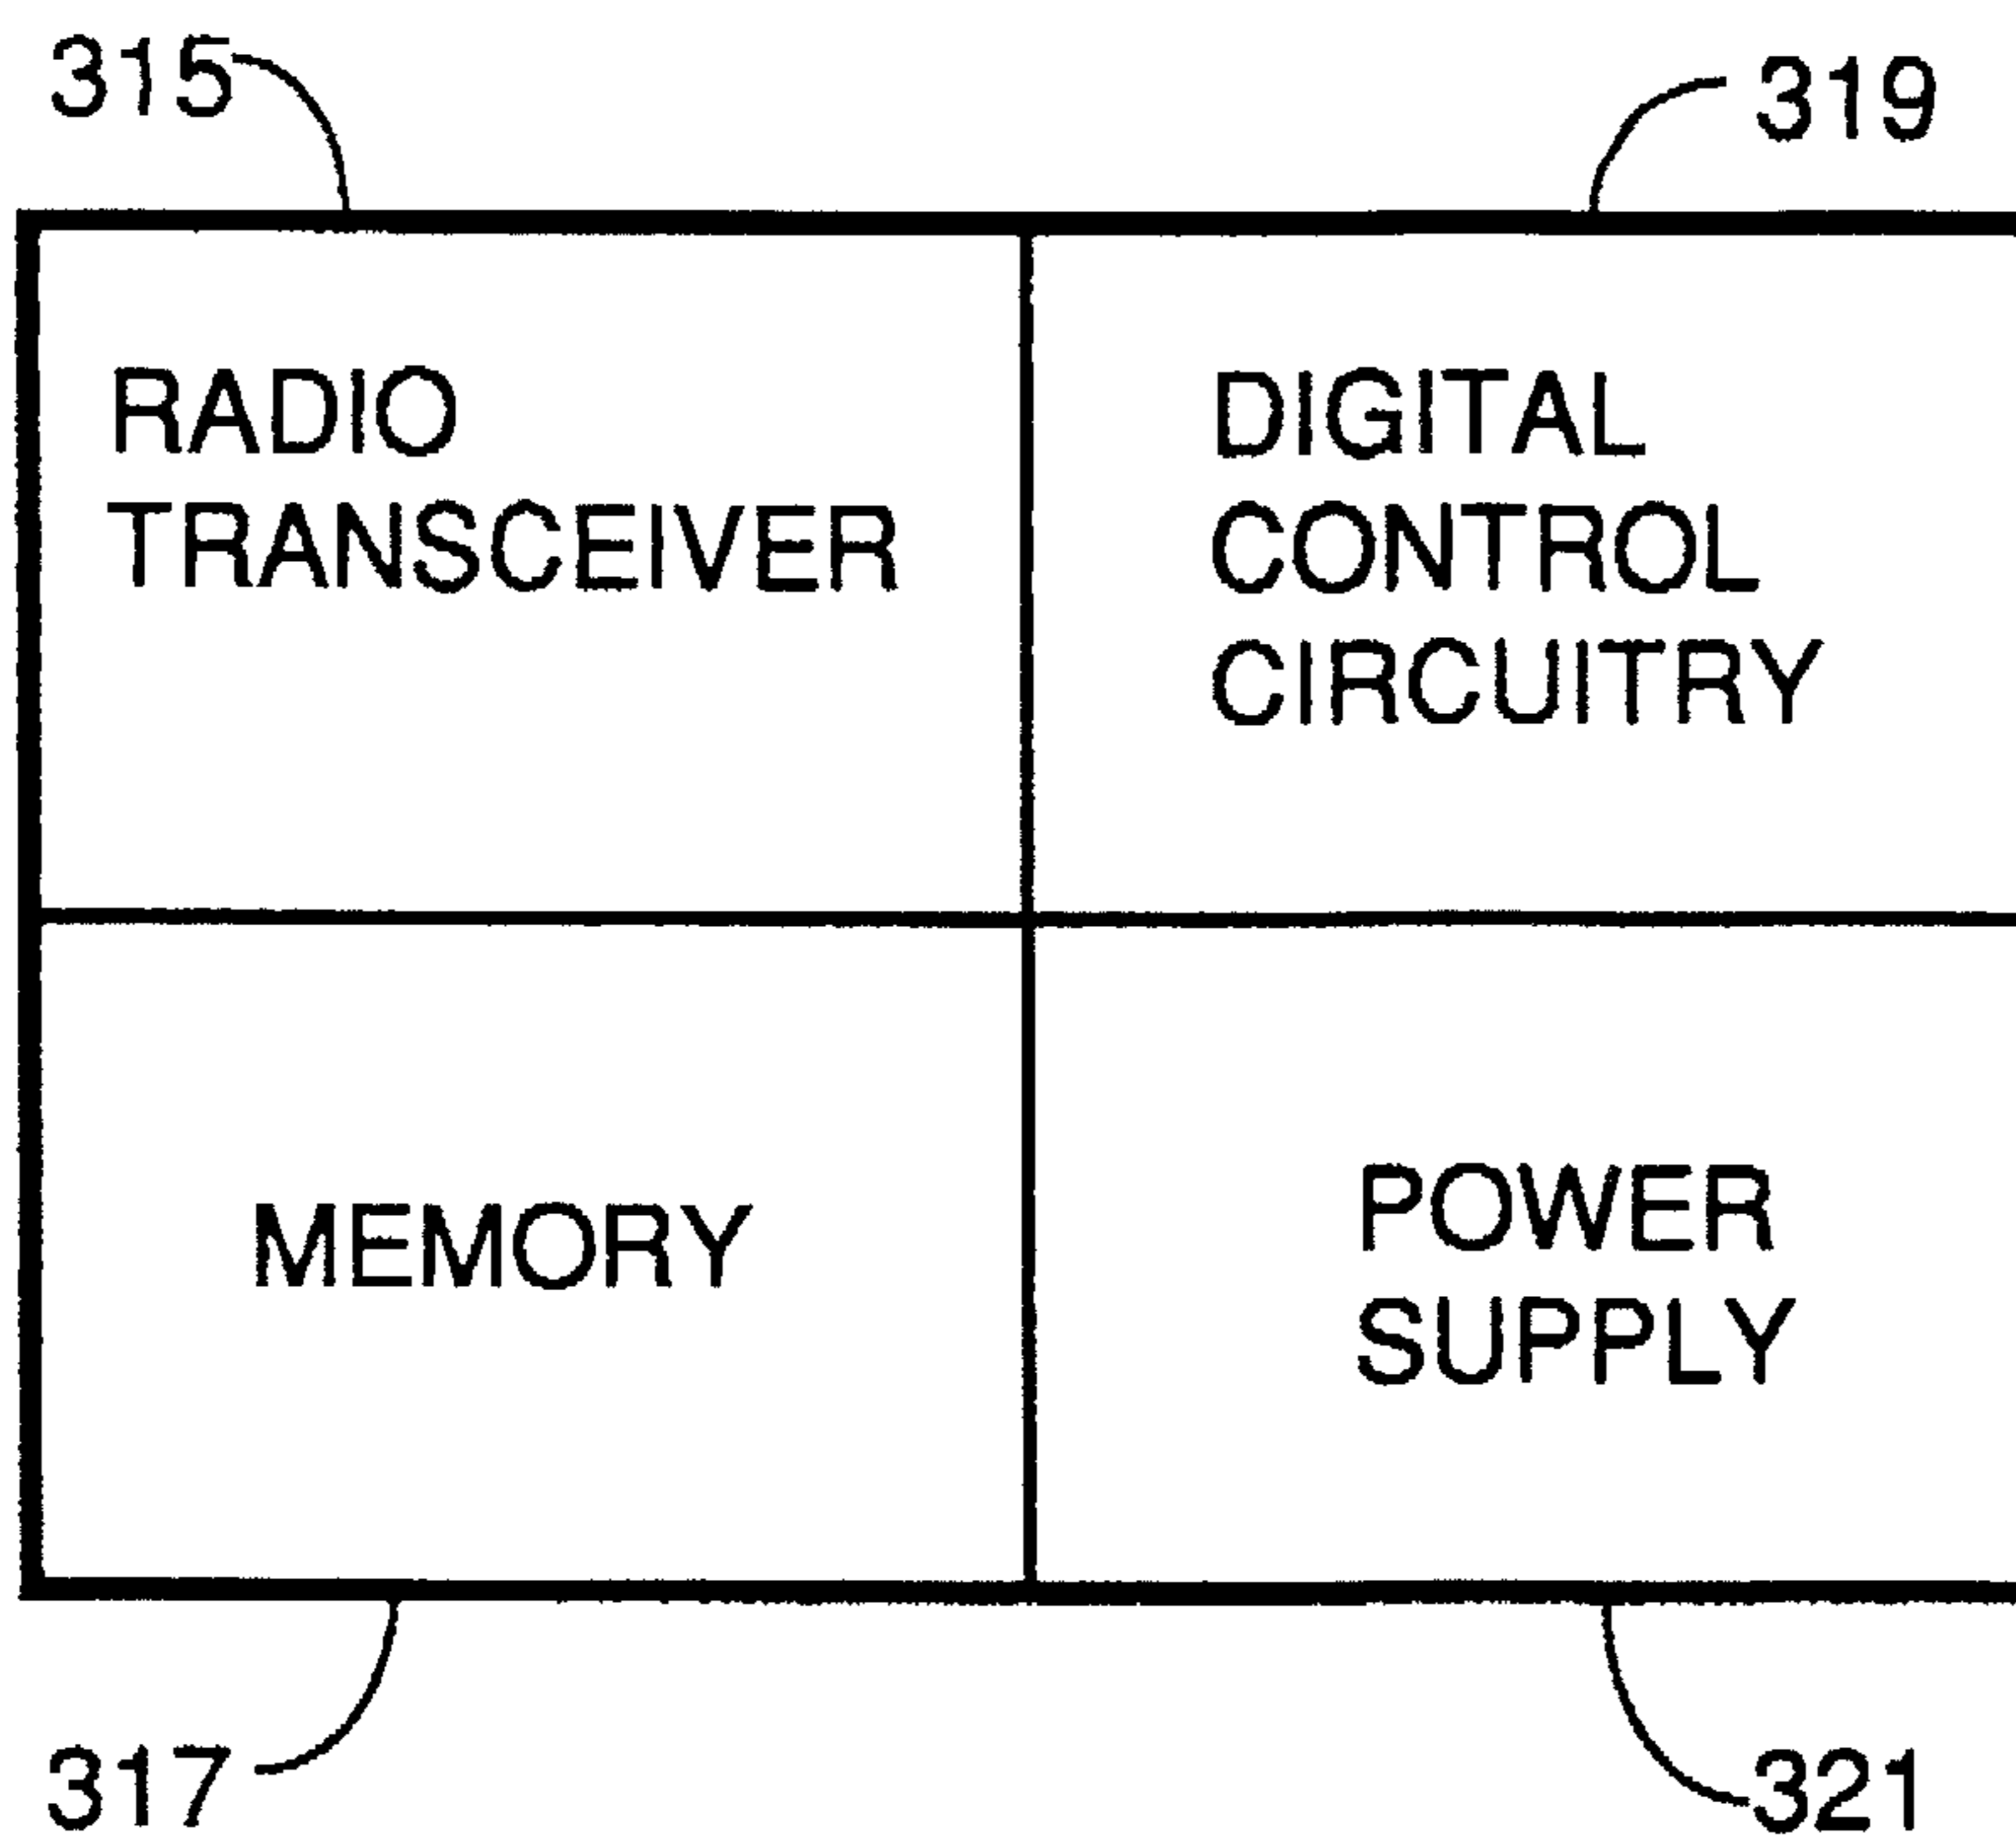 315
319
RADIO
TRANSCEIVER
DIGITAL
CONTROL
CIRCUITRY
MEMORY
POWER
SUPPLY
317
321